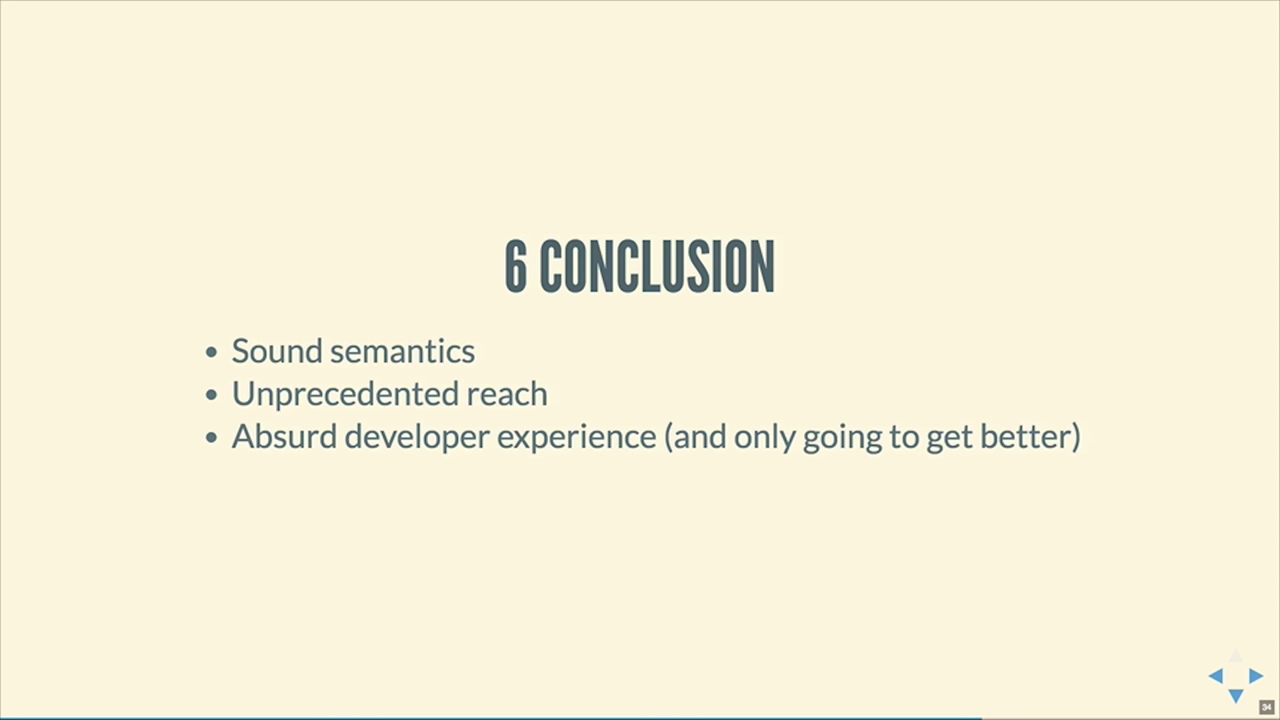 6 CONCLUSION
Sound semantics
Unprecedented reach
Absurd developer experience (and only going to get better)
34